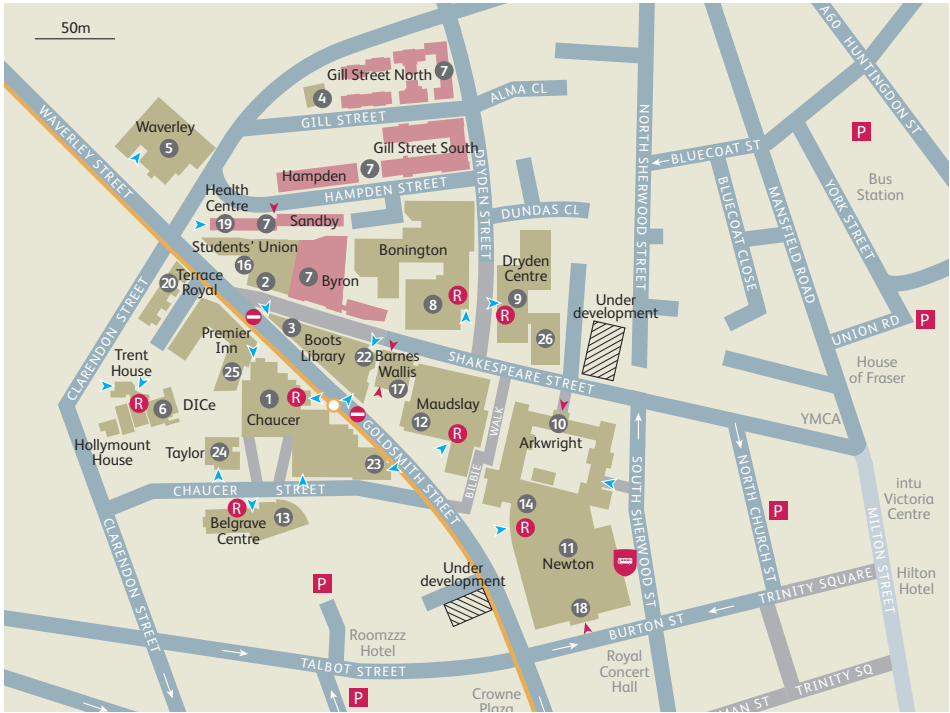 50m
Gill Street North
7
4
GILL STREET
ALMA CL
A60 HUNTINGDON ST
P
Waverley
5
WAVERLEY STREET
Gill Street South
7
Hampden
HAMPDEN STREET
DRYDEN STREET
NORTH SHERWOOD STREET
BLUECOAT ST
BLUECOAT CLOSE
MANSFIELD ROAD
YORK STREET
Bus
Station
Health
Centre
19
7
Sandby
DUNDAS CL
Students' Union
16
2
7
Byron
Bonington
8
R
Dryden
Centre
9
R
26
Under
development
UNION RD
P
House
of Fraser
20
Terrace
Royal
CLARENDON STREET
Premier
Inn
25
3
Boots
Library
22
Barnes
Wallis
17
SHAKESPEARE STREET
Trent
House
R
6
DICe
Hollymount
House
1
R
Chaucer
12
Maudslay
R
BILBIE WALK
10
Arkwright
YMCA
Taylor
24
23
GOLDSMITH STREET
CHAUCER STREET
R
Belgrave
Centre
13
14
R
11
Newton
18
SOUTH SHERWOOD ST
NORTH CHURCH ST
P
intu
Victoria
Centre
MILTON STREET
CLARENDON STREET
P
Under
development
BURTON ST
TRINITY SQUARE
Hilton
Hotel
Roomzzz
Hotel
TALBOT STREET
P
Crowne
Plaza
Royal
Concert
Hall
MAN ST
TRINITY SQ